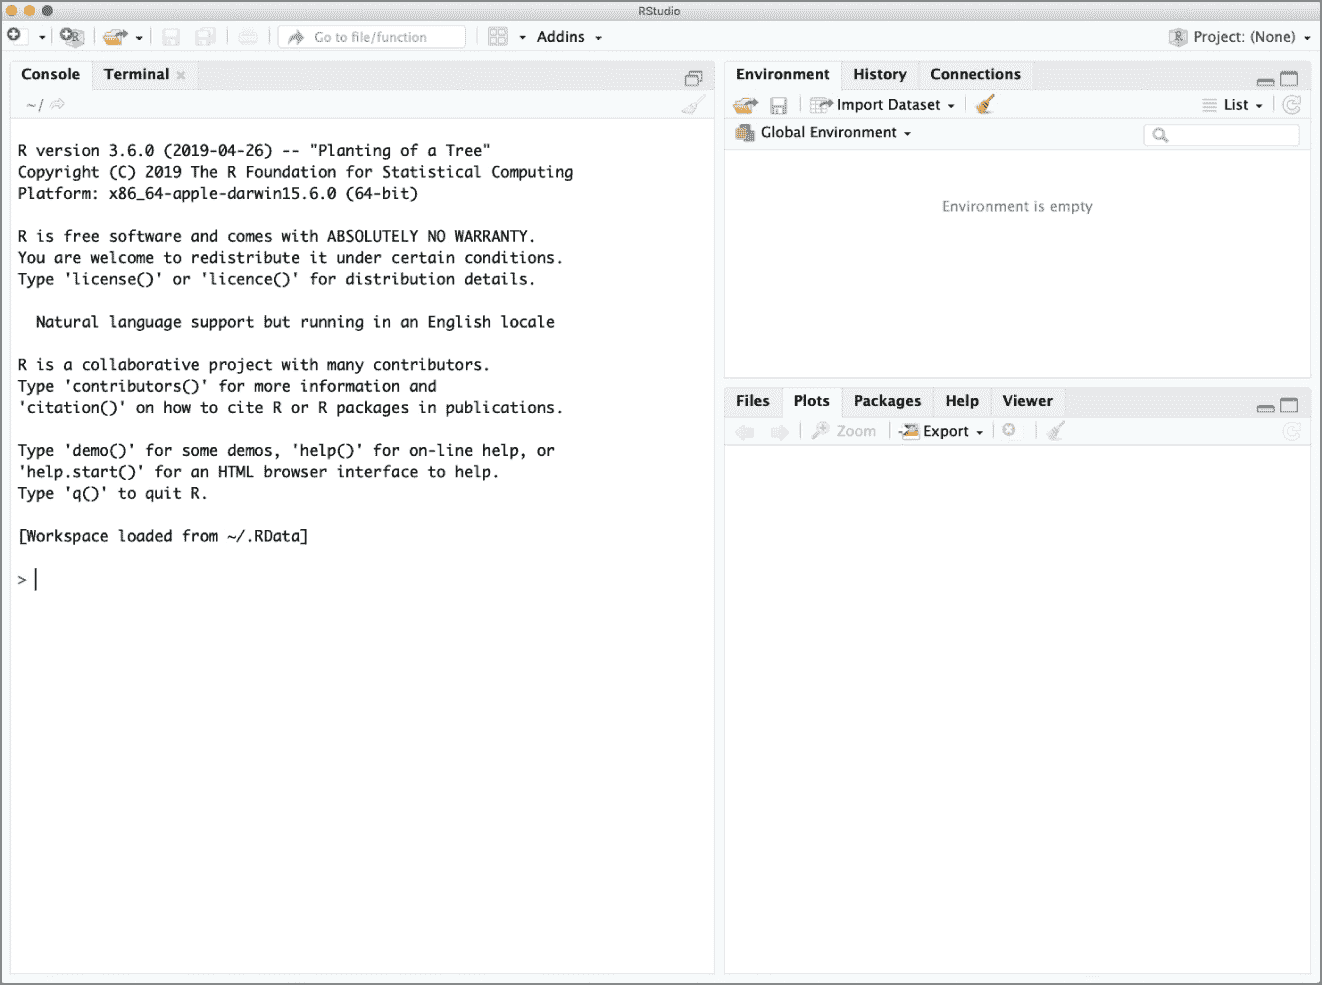 RStudio
Go to file/function
Addins
Project: (None)
Console
Terminal
~/
R version 3.6.0 (2019-04-26) -- "Planting of a Tree"
Copyright (C) 2019 The R Foundation for Statistical Computing
Platform: x86_64-apple-darwin15.6.0 (64-bit)
R is free software and comes with ABSOLUTELY NO WARRANTY.
You are welcome to redistribute it under certain conditions.
Type 'license()' or 'licence()' for distribution details.
Natural language support but running in an English locale
R is a collaborative project with many contributors.
Type 'contributors()' for more information and
'citation()' on how to cite R or R packages in publications.
Type 'demo()' for some demos, 'help()' for on-line help, or
'help.start()' for an HTML browser interface to help.
Type 'q()' to quit R.
[Workspace loaded from ~/.RData]
>
Environment History Connections
Import Dataset
List
Global Environment
Environment is empty
Files Plots Packages Help Viewer
Zoom Export